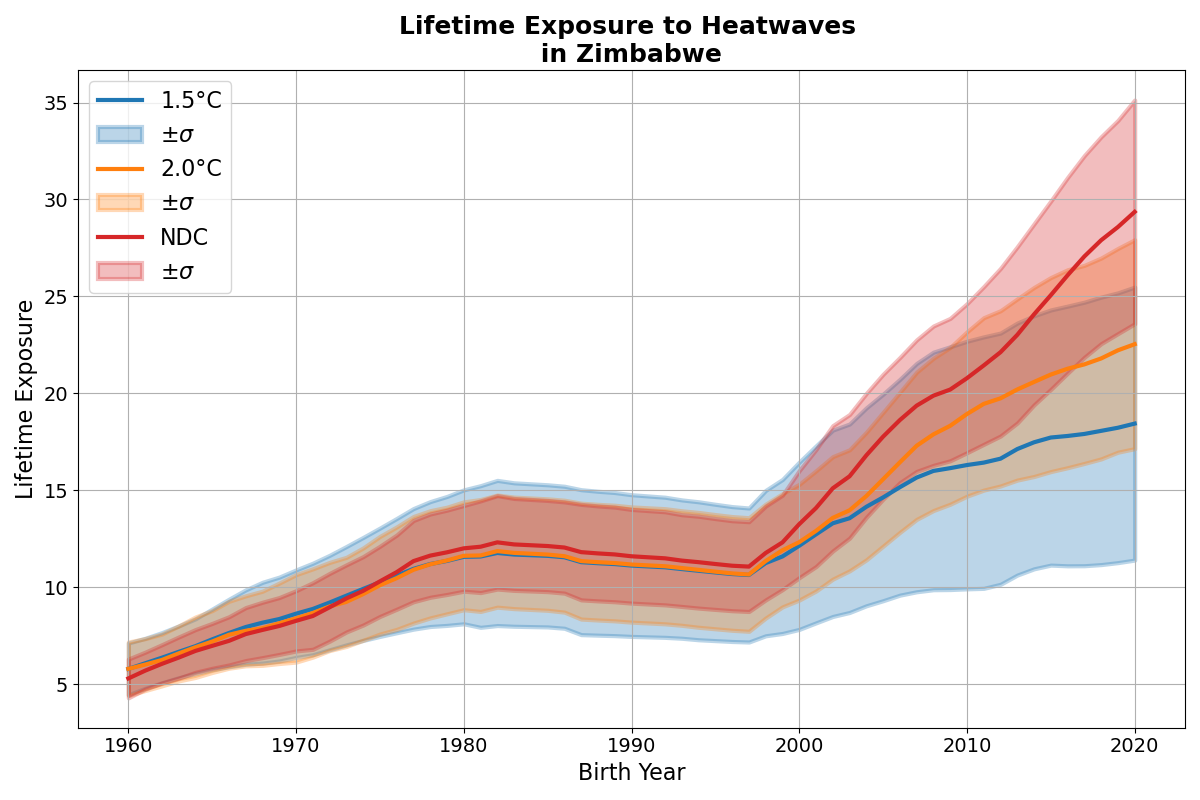 Lifetime Exposure to Heatwaves
in Zimbabwe
1.5°C
±σ
2.0°C
±σ
NDC
±σ
Lifetime Exposure
35
30
25
20
15
10
5
1960 1970 1980 1990 2000 2010 2020
Birth Year